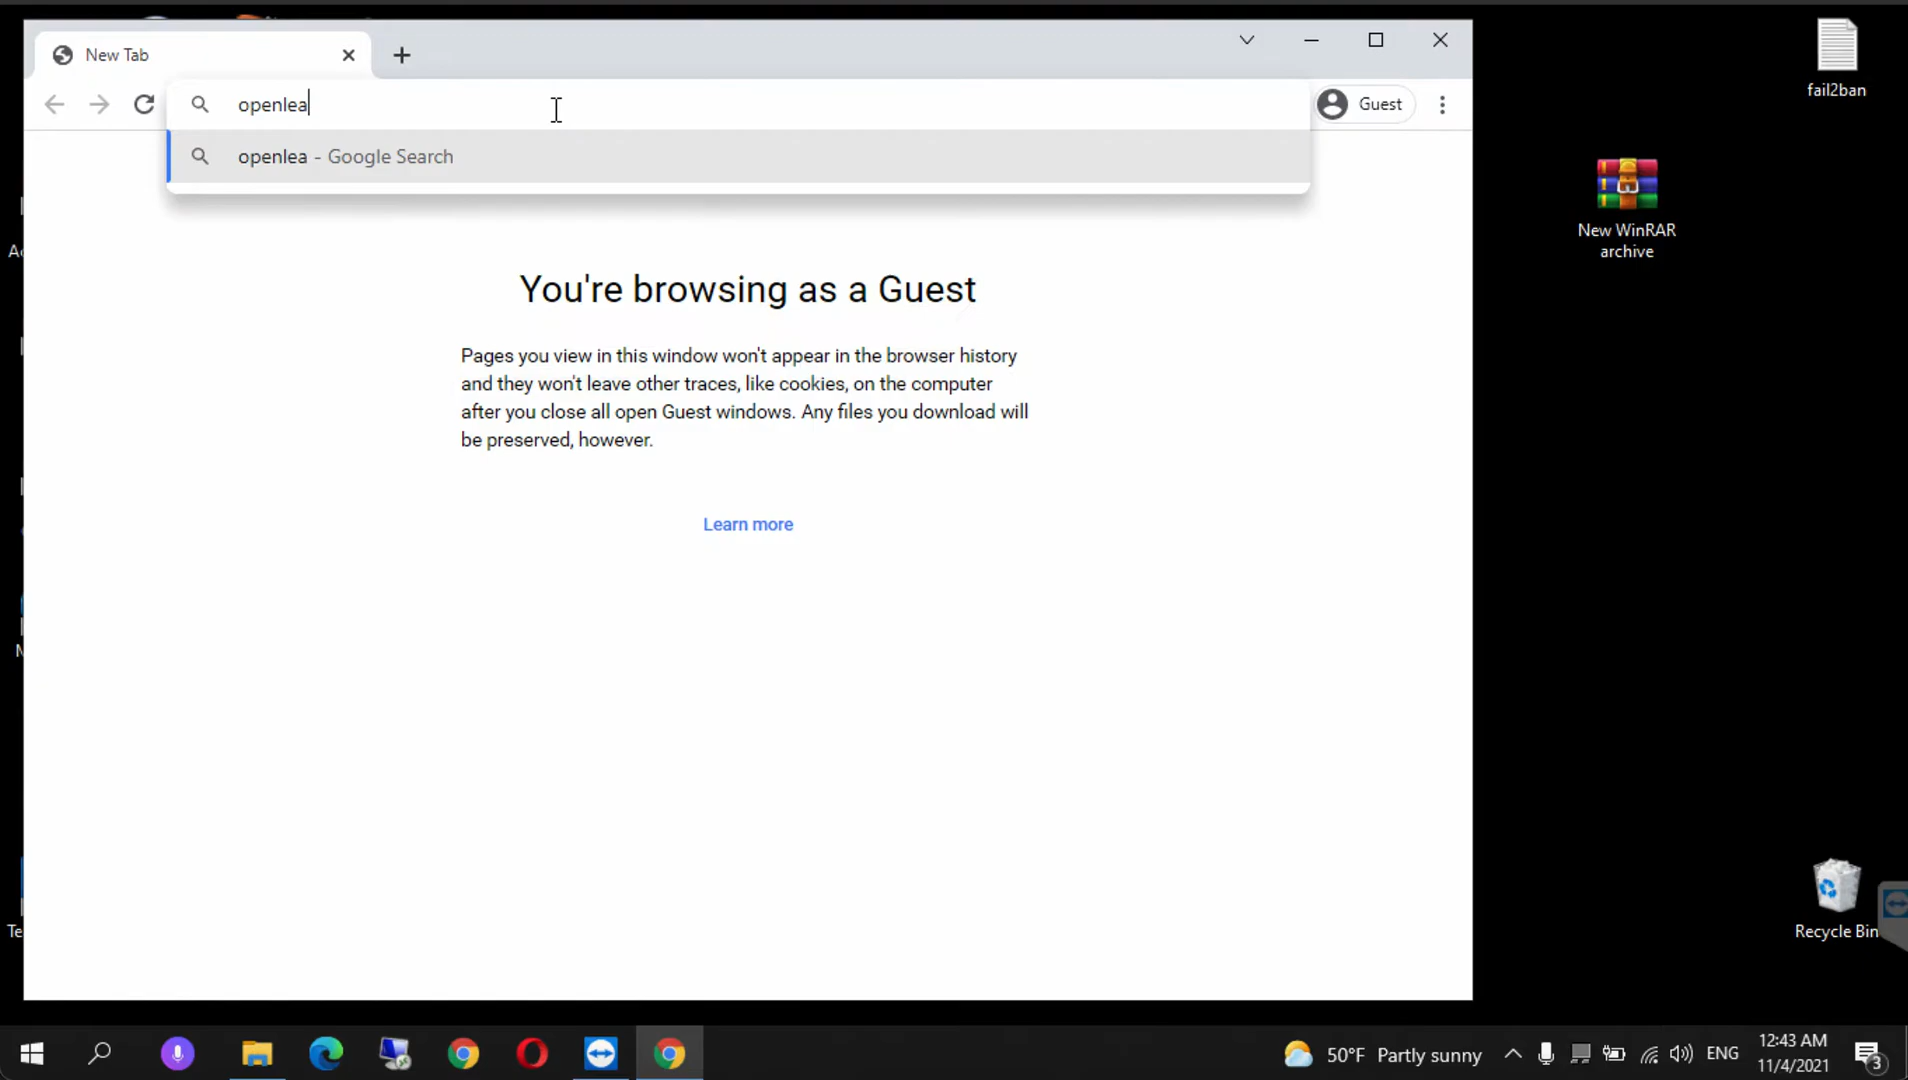 New Tab
openlea
Guest
openlea - Google Search
You're browsing as a Guest
Pages you view in this window won't appear in the browser history
and they won't leave other traces, like cookies, on the computer
after you close all open Guest windows. Any files you download will
be preserved, however.
Learn more
fail2ban
New WinRAR
archive
Recycle Bin
50°F Partly sunny
ENG
12:43 AM
11/4/2021
3